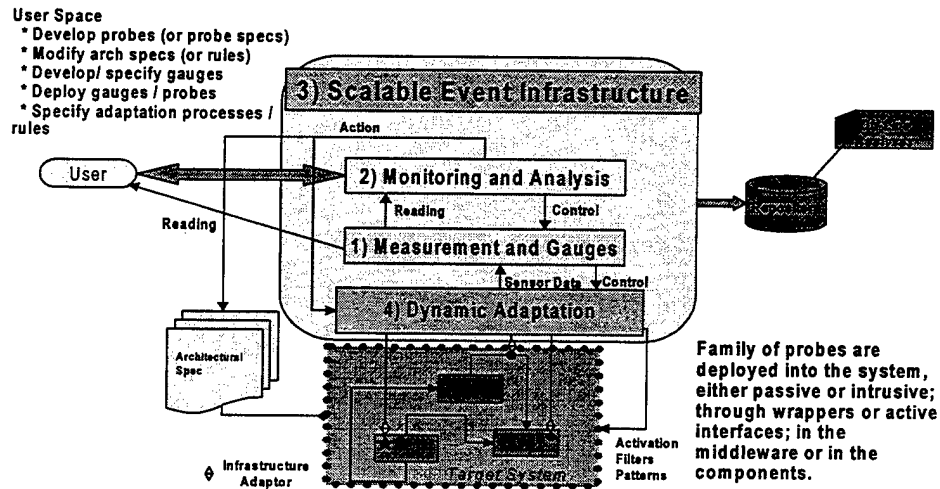 User Space
* Develop probes (or probe specs)
* Modify arch specs (or rules)
* Develop/ specify gauges
* Deploy gauges / probes
* Specify adaptation processes /
rules
3) Scalable Event Infrastructure
Action
User
2) Monitoring and Analysis
Reading
Control
Reading
1) Measurement and Gauges
Sensor Data
Control
4) Dynamic Adaptation
Architectural
Spec
Family of probes are
deployed into the system,
either passive or intrusive;
through wrappers or active
interfaces; in the
middleware or in the
components.
Activation
Filters
Patterns
Infrastructure
Adaptor
Target System